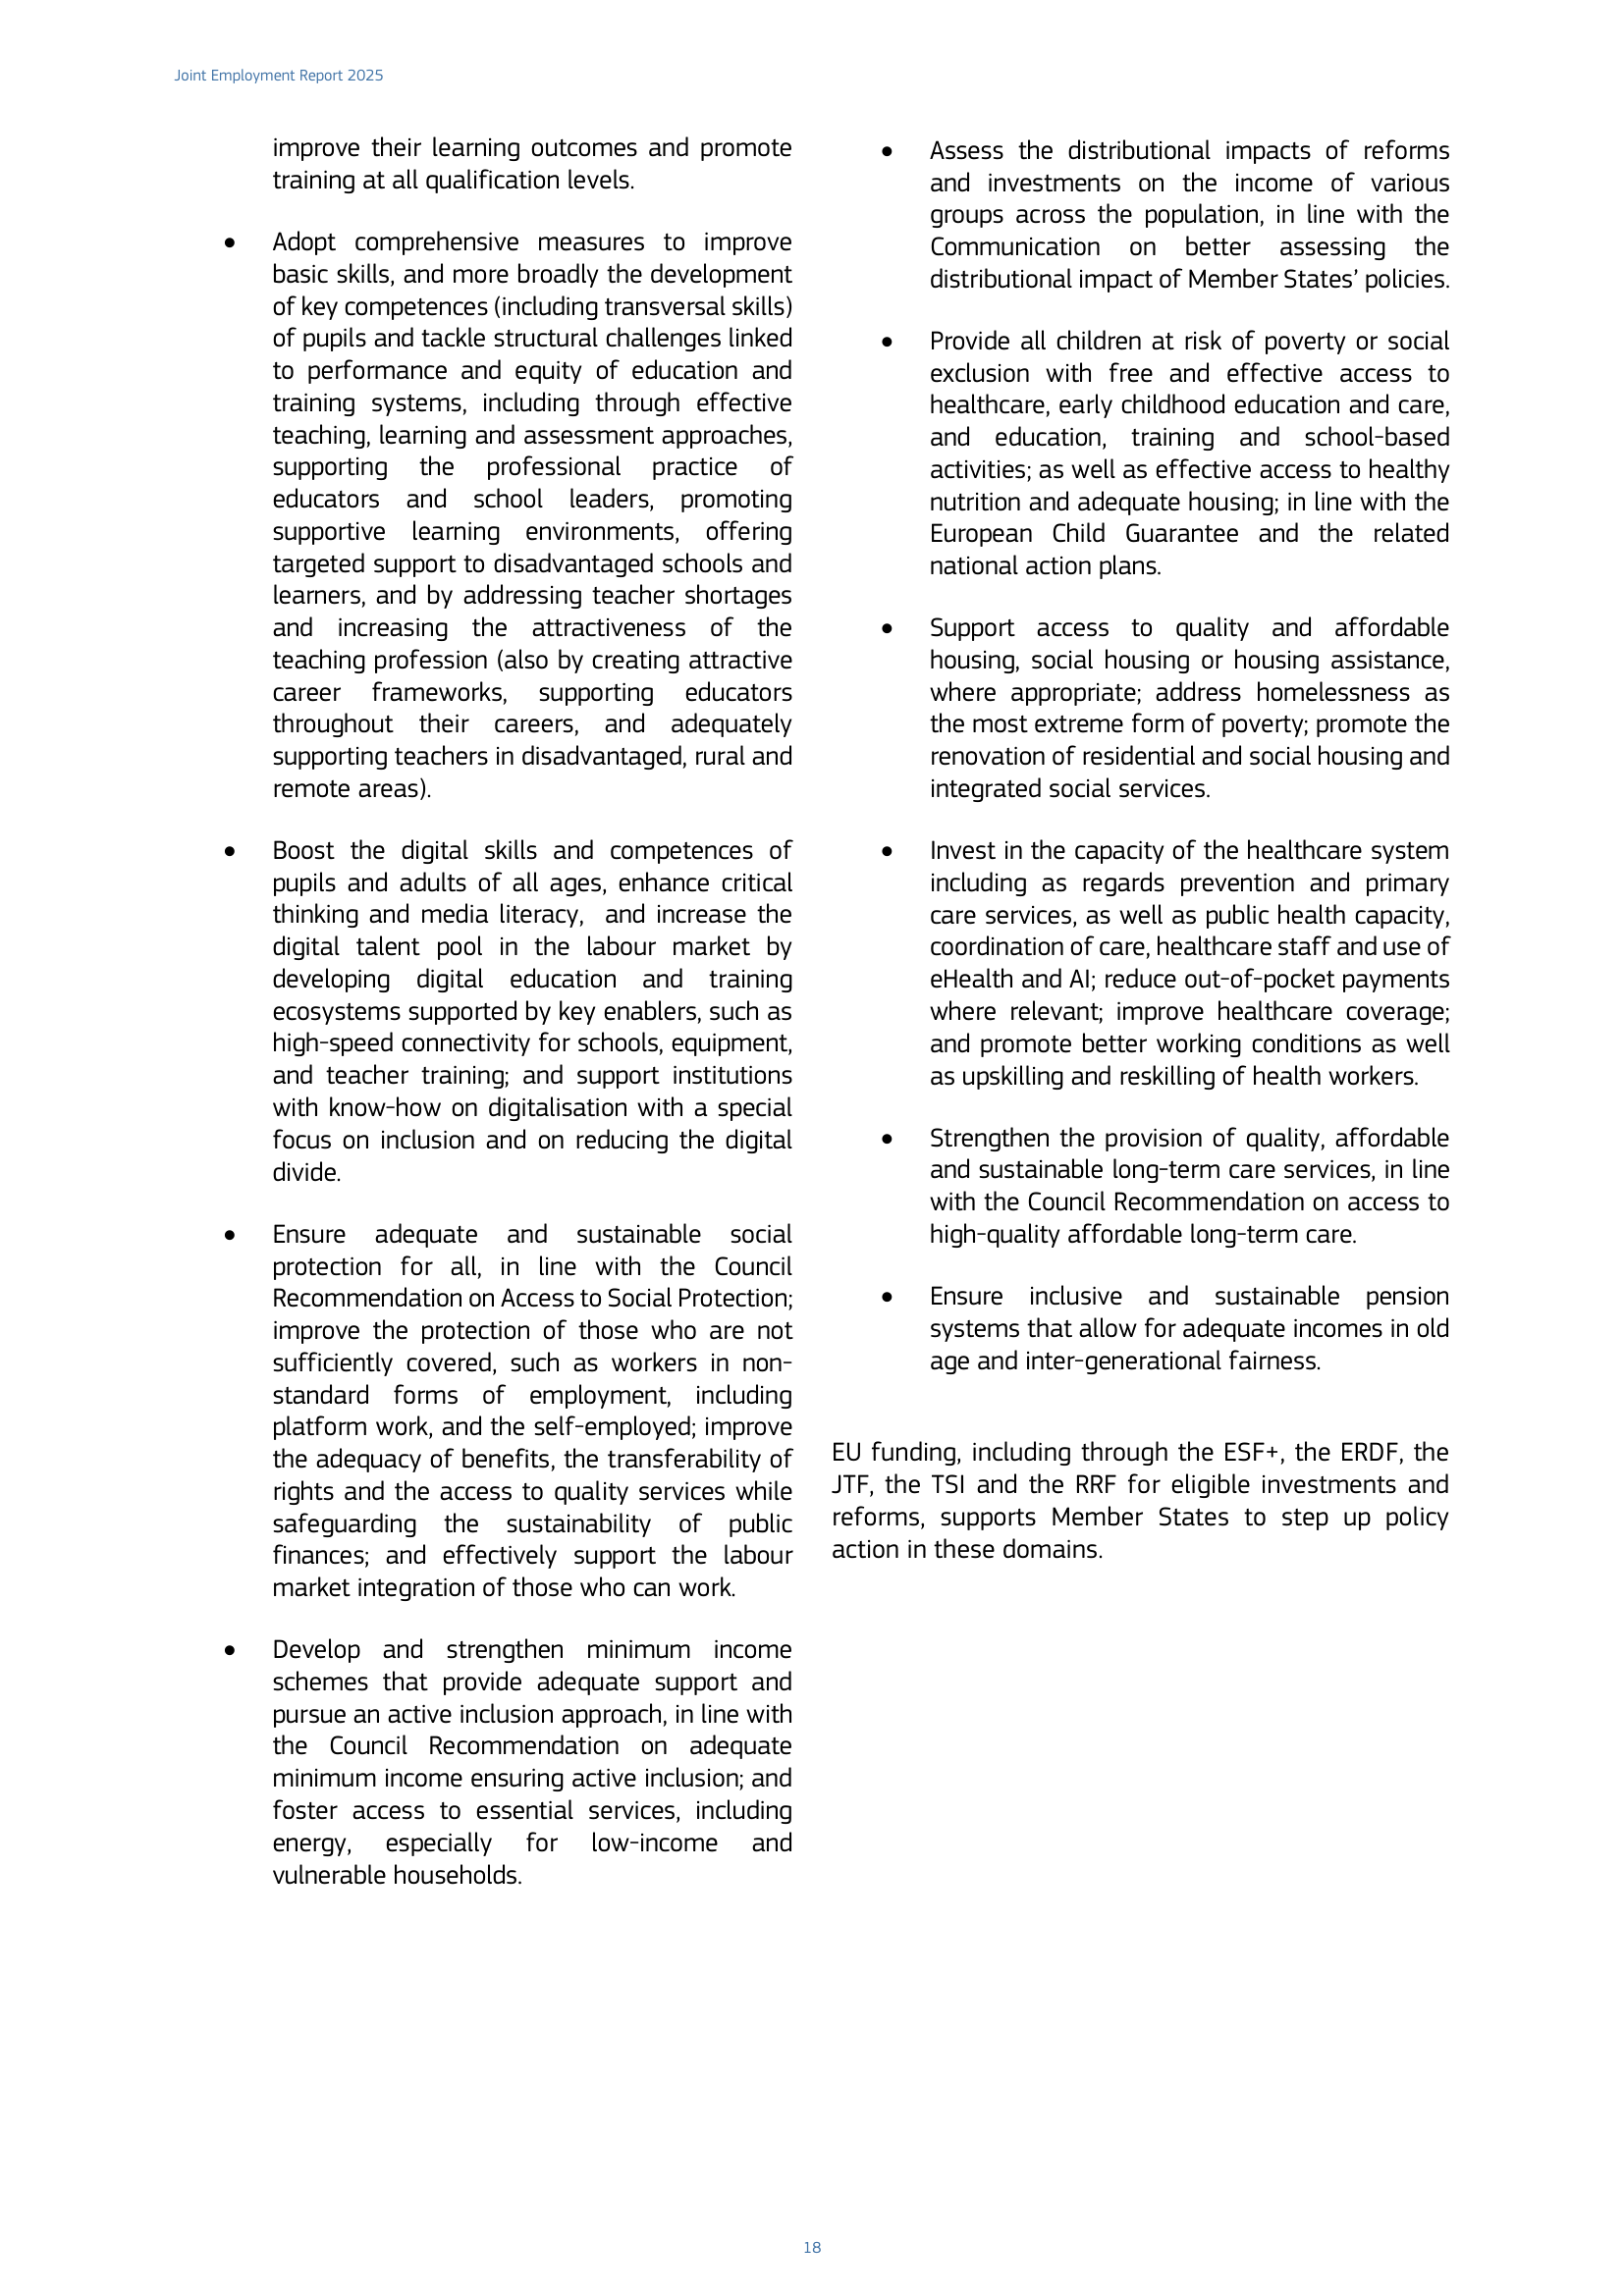 Joint Employment Report 2025
improve their learning outcomes and promote
training at all qualification levels.
• Adopt comprehensive measures to improve
basic skills, and more broadly the development
of key competences (including transversal skills)
of pupils and tackle structural challenges linked
to performance and equity of education and
training systems, including through effective
teaching, learning and assessment approaches,
supporting the professional practice of
educators and school leaders, promoting
supportive learning environments, offering
targeted support to disadvantaged schools and
learners, and by addressing teacher shortages
and increasing the attractiveness of the
teaching profession (also by creating attractive
career frameworks, supporting educators
throughout their careers, and adequately
supporting teachers in disadvantaged, rural and
remote areas).
• Boost the digital skills and competences of
pupils and adults of all ages, enhance critical
thinking and media literacy, and increase the
digital talent pool in the labour market by
developing digital education and training
ecosystems supported by key enablers, such as
high-speed connectivity for schools, equipment,
and teacher training; and support institutions
with know-how on digitalisation with a special
focus on inclusion and on reducing the digital
divide.
• Ensure adequate and sustainable social
protection for all, in line with the Council
Recommendation on Access to Social Protection;
improve the protection of those who are not
sufficiently covered, such as workers in non-
standard forms of employment, including
platform work, and the self-employed; improve
the adequacy of benefits, the transferability of
rights and the access to quality services while
safeguarding the sustainability of public
finances; and effectively support the labour
market integration of those who can work.
• Develop and strengthen minimum income
schemes that provide adequate support and
pursue an active inclusion approach, in line with
the Council Recommendation on adequate
minimum income ensuring active inclusion; and
foster access to essential services, including
energy, especially for low-income and
vulnerable households.
• Assess the distributional impacts of reforms
and investments on the income of various
groups across the population, in line with the
Communication on better assessing the
distributional impact of Member States’ policies.
• Provide all children at risk of poverty or social
exclusion with free and effective access to
healthcare, early childhood education and care,
and education, training and school-based
activities; as well as effective access to healthy
nutrition and adequate housing; in line with the
European Child Guarantee and the related
national action plans.
• Support access to quality and affordable
housing, social housing or housing assistance,
where appropriate; address homelessness as
the most extreme form of poverty; promote the
renovation of residential and social housing and
integrated social services.
• Invest in the capacity of the healthcare system
including as regards prevention and primary
care services, as well as public health capacity,
coordination of care, healthcare staff and use of
eHealth and AI; reduce out-of-pocket payments
where relevant; improve healthcare coverage;
and promote better working conditions as well
as upskilling and reskilling of health workers.
• Strengthen the provision of quality, affordable
and sustainable long-term care services, in line
with the Council Recommendation on access to
high-quality affordable long-term care.
• Ensure inclusive and sustainable pension
systems that allow for adequate incomes in old
age and inter-generational fairness.
EU funding, including through the ESF+, the ERDF, the
JTF, the TSI and the RRF for eligible investments and
reforms, supports Member States to step up policy
action in these domains.
18